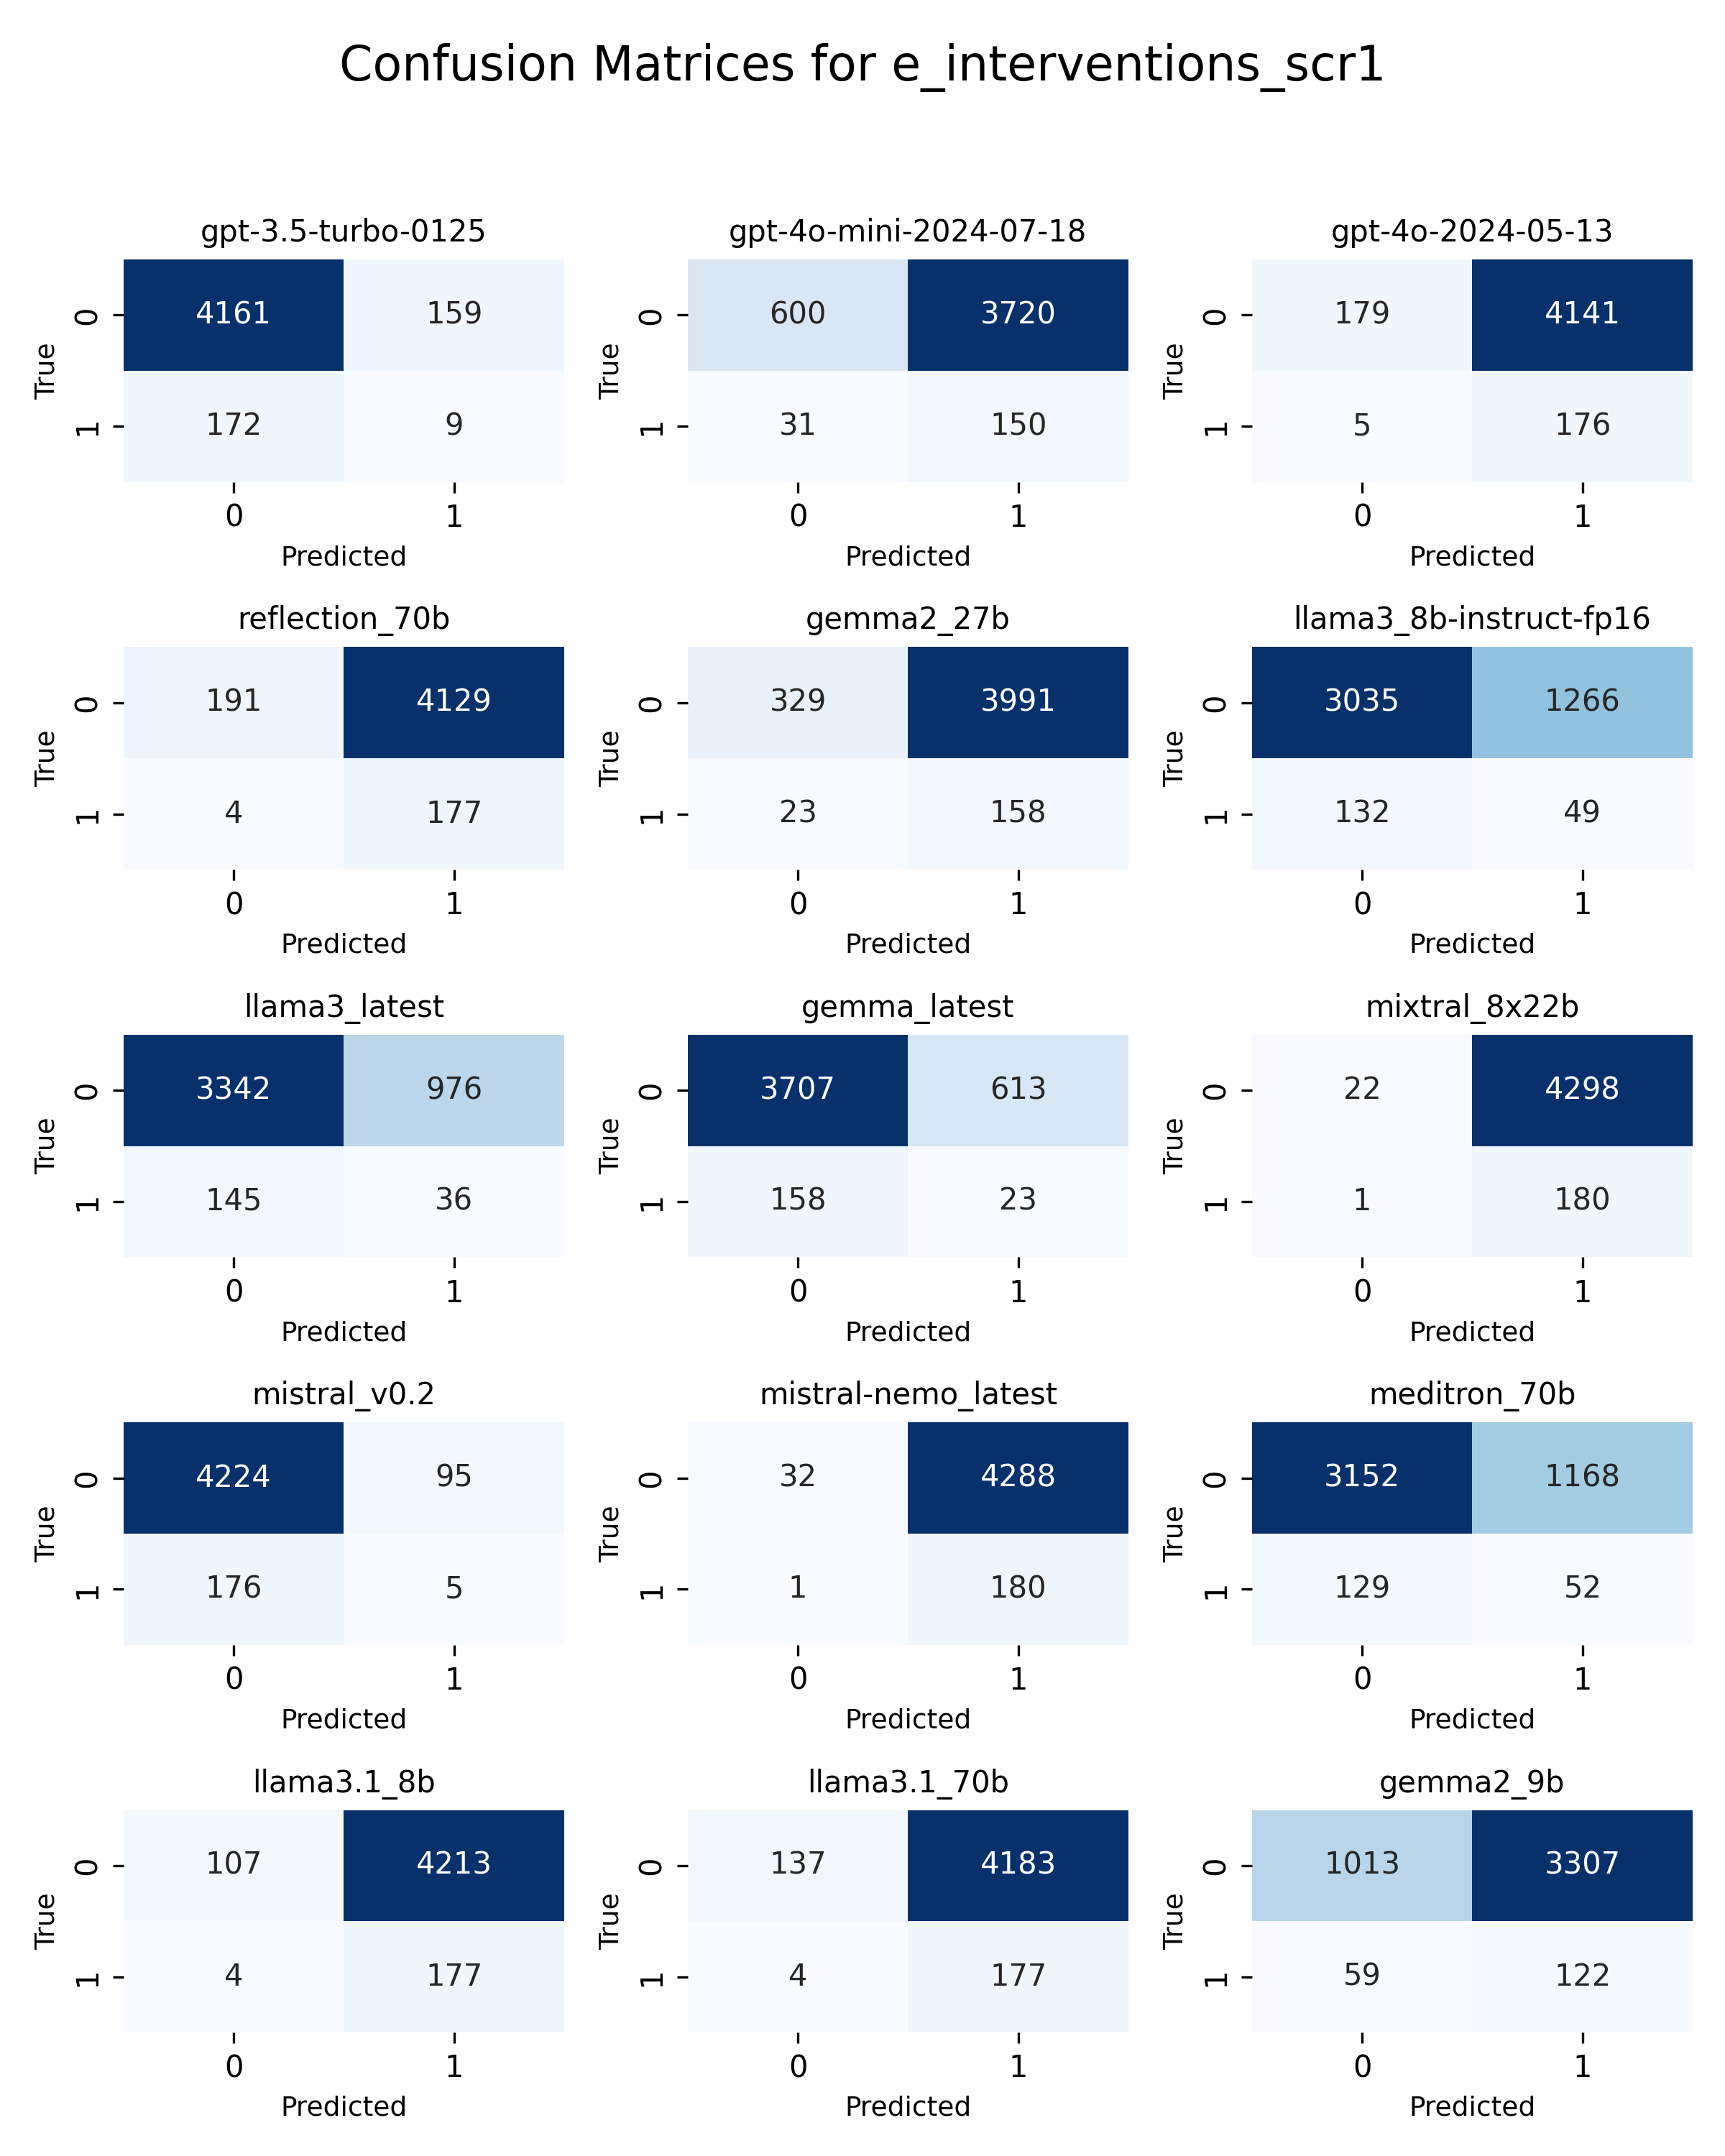 Confusion Matrices for e_interventions_scr1
gpt-3.5-turbo-0125
True
0
1
4161
159
172
9
0
1
Predicted
gpt-4o-mini-2024-07-18
True
0
1
600
3720
31
150
0
1
Predicted
gpt-4o-2024-05-13
True
0
1
179
4141
5
176
0
1
Predicted
reflection_70b
True
0
1
191
4129
4
177
0
1
Predicted
gemma2_27b
True
0
1
329
3991
23
158
0
1
Predicted
llama3_8b-instruct-fp16
True
0
1
3035
1266
132
49
0
1
Predicted
llama3_latest
True
0
1
3342
976
145
36
0
1
Predicted
gemma_latest
True
0
1
3707
613
158
23
0
1
Predicted
mixtral_8x22b
True
0
1
22
4298
1
180
0
1
Predicted
mistral_v0.2
True
0
1
4224
95
176
5
0
1
Predicted
mistral-nemo_latest
True
0
1
32
4288
1
180
0
1
Predicted
meditron_70b
True
0
1
3152
1168
129
52
0
1
Predicted
llama3.1_8b
True
0
1
107
4213
4
177
0
1
Predicted
llama3.1_70b
True
0
1
137
4183
4
177
0
1
Predicted
gemma2_9b
True
0
1
1013
3307
59
122
0
1
Predicted